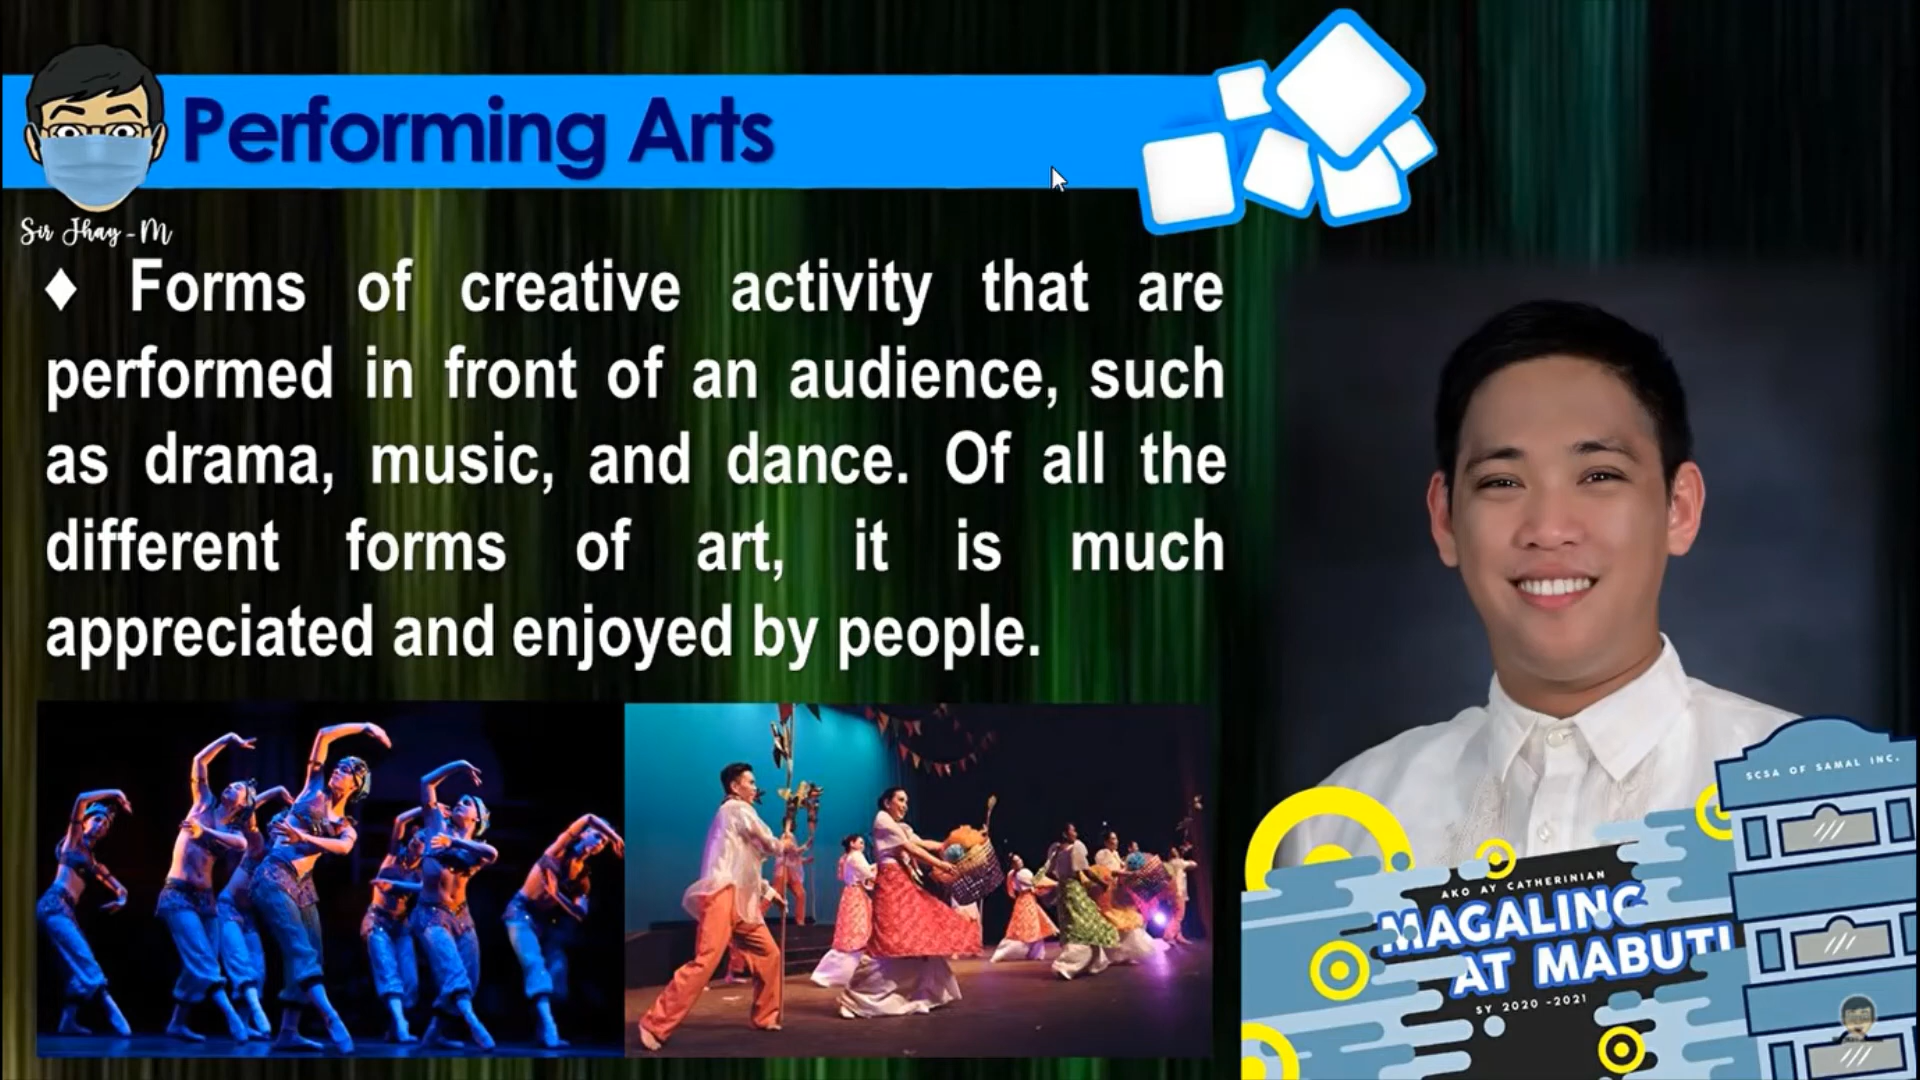 Performing Arts
Sir Jhay-M
♦ Forms of creative activity that are
performed in front of an audience, such
as drama, music, and dance. Of all the
different forms of art, it is much
appreciated and enjoyed by people.
SCSA OF SAMAL INC.
AKO AY CATHERINIAN
MAGALING
AT MABUTI
SY 2020 -2021